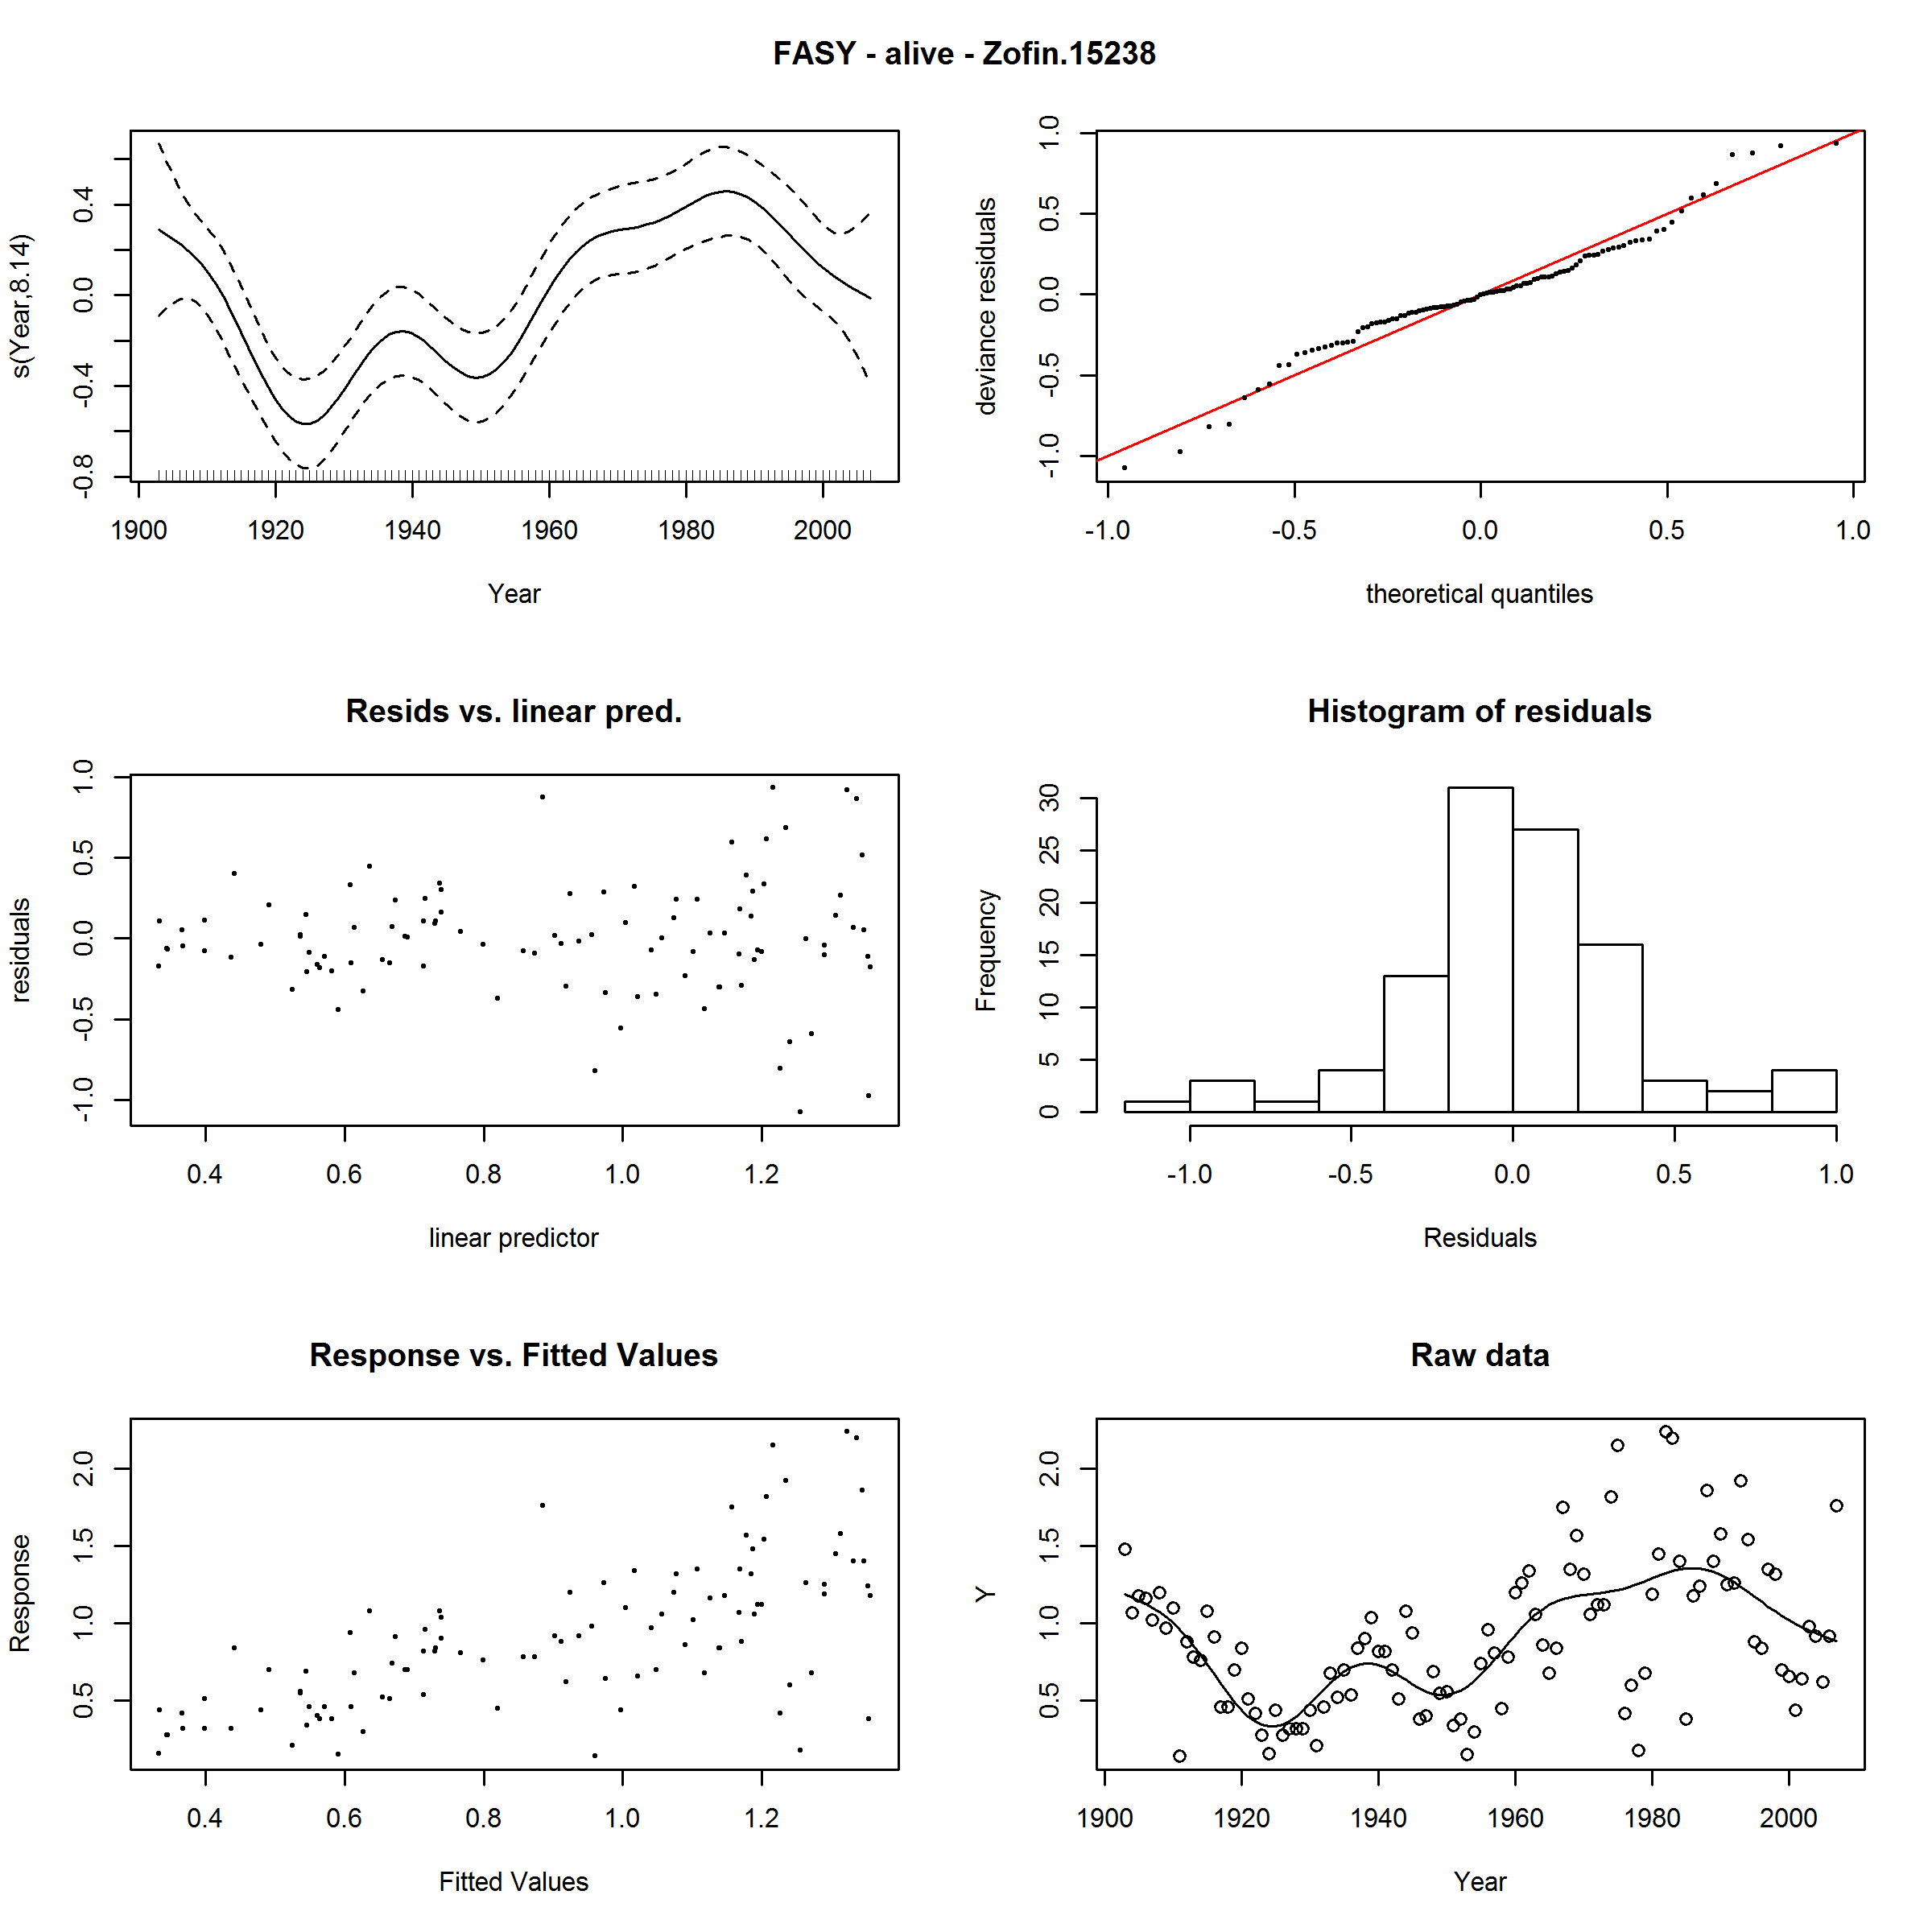 FASY - alive - Zofin.15238
s(Year,8.14)
-0.8 -0.4 0.0 0.4
1900 1920 1940 1960 1980 2000
Year
deviance residuals
-1.0 -0.5 0.0 0.5 1.0
-1.0 -0.5 0.0 0.5 1.0
theoretical quantiles
Resids vs. linear pred.
residuals
-1.0 -0.5 0.0 0.5 1.0
0.4 0.6 0.8 1.0 1.2
linear predictor
Histogram of residuals
Frequency
0 5 10 15 20 25 30
-1.0 -0.5 0.0 0.5 1.0
Residuals
Response vs. Fitted Values
Response
0.5 1.0 1.5 2.0
0.4 0.6 0.8 1.0 1.2
Fitted Values
Raw data
Y
0.5 1.0 1.5 2.0
1900 1920 1940 1960 1980 2000
Year